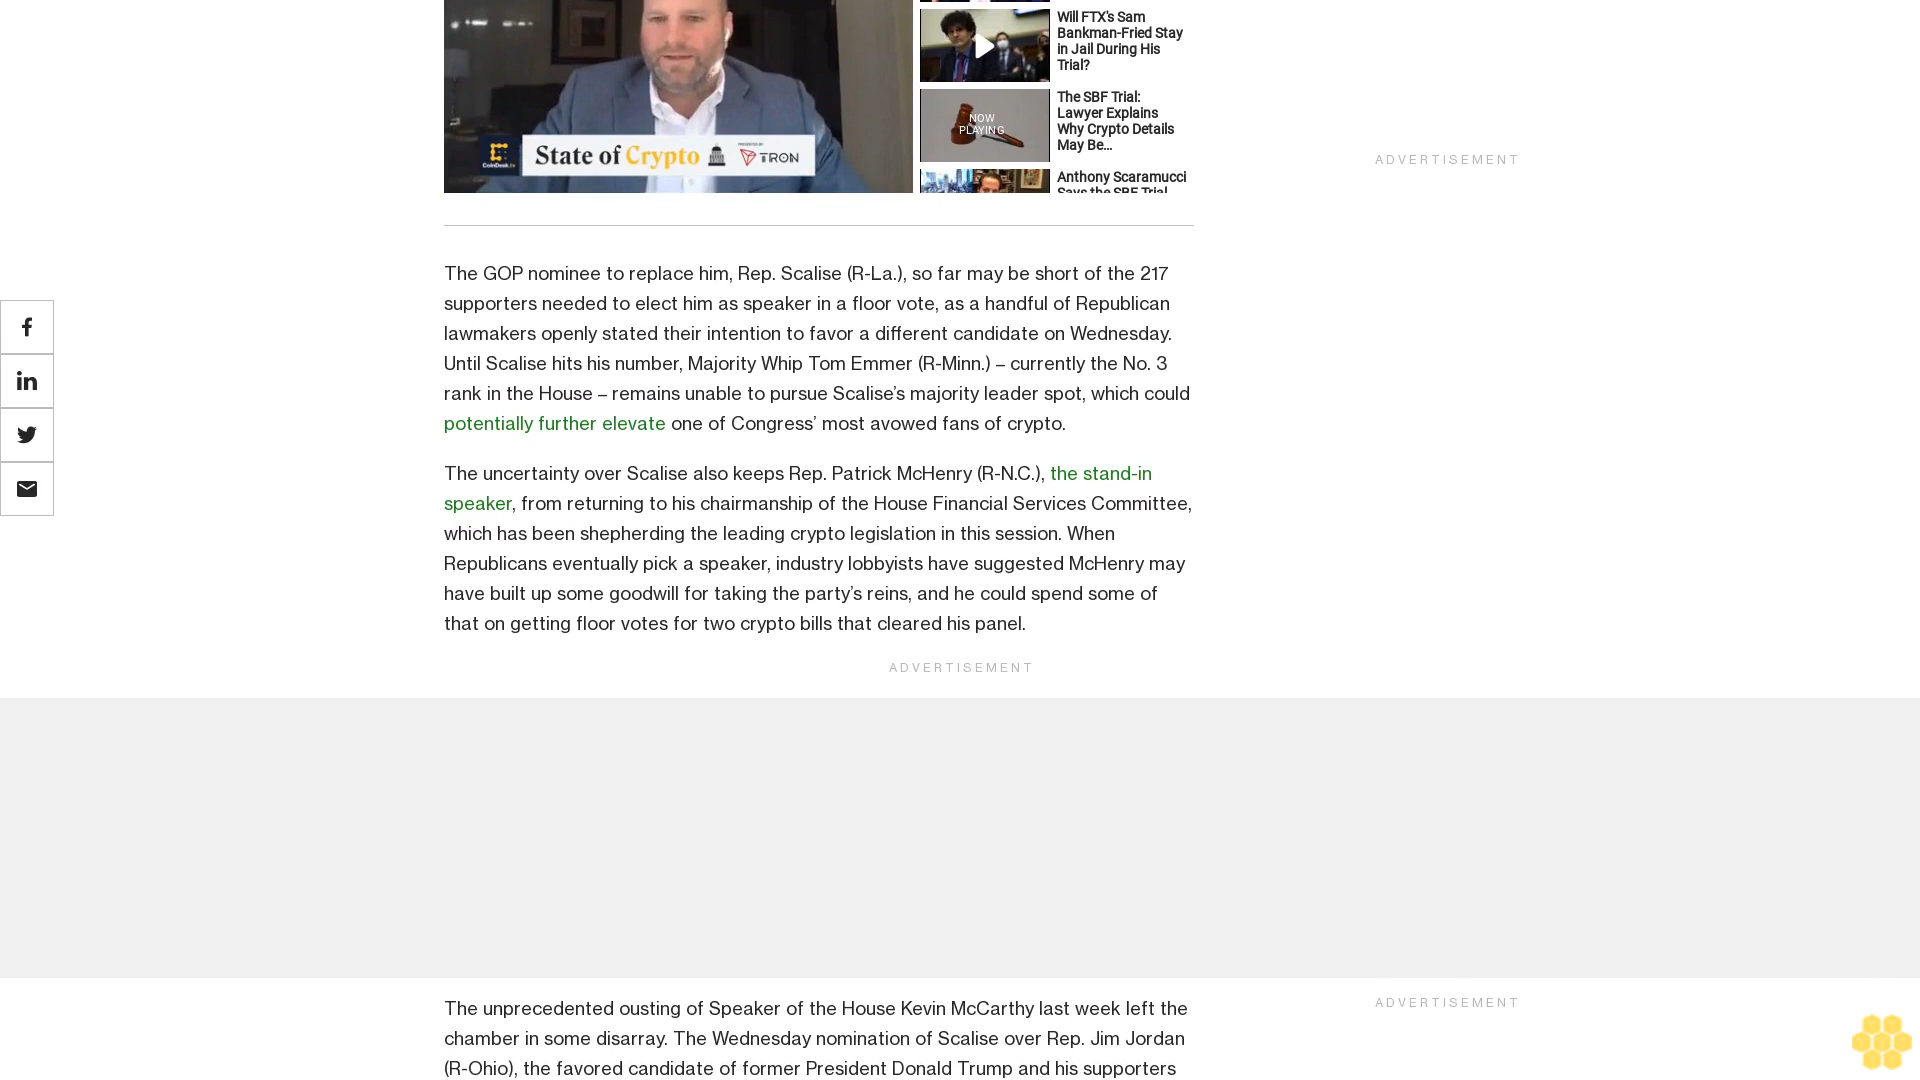 Will FTX's Sam
Bankman-Fried Stay
in Jail During His
Trial?
NOW
PLAYING
The SBF Trial:
Lawyer Explains
Why Crypto Details
May Be...
Anthony Scaramucci
Says the SBF Trial
CoinDesk.tv
State of Crypto
PRESENTED BY
TRON
ADVERTISEMENT
The GOP nominee to replace him, Rep. Scalise (R-La.), so far may be short of the 217
supporters needed to elect him as speaker in a floor vote, as a handful of Republican
lawmakers openly stated their intention to favor a different candidate on Wednesday.
Until Scalise hits his number, Majority Whip Tom Emmer (R-Minn.) – currently the No. 3
rank in the House – remains unable to pursue Scalise’s majority leader spot, which could
potentially further elevate one of Congress’ most avowed fans of crypto.
The uncertainty over Scalise also keeps Rep. Patrick McHenry (R-N.C.), the stand-in
speaker, from returning to his chairmanship of the House Financial Services Committee,
which has been shepherding the leading crypto legislation in this session. When
Republicans eventually pick a speaker, industry lobbyists have suggested McHenry may
have built up some goodwill for taking the party’s reins, and he could spend some of
that on getting floor votes for two crypto bills that cleared his panel.
ADVERTISEMENT
The unprecedented ousting of Speaker of the House Kevin McCarthy last week left the
chamber in some disarray. The Wednesday nomination of Scalise over Rep. Jim Jordan
(R-Ohio), the favored candidate of former President Donald Trump and his supporters
ADVERTISEMENT